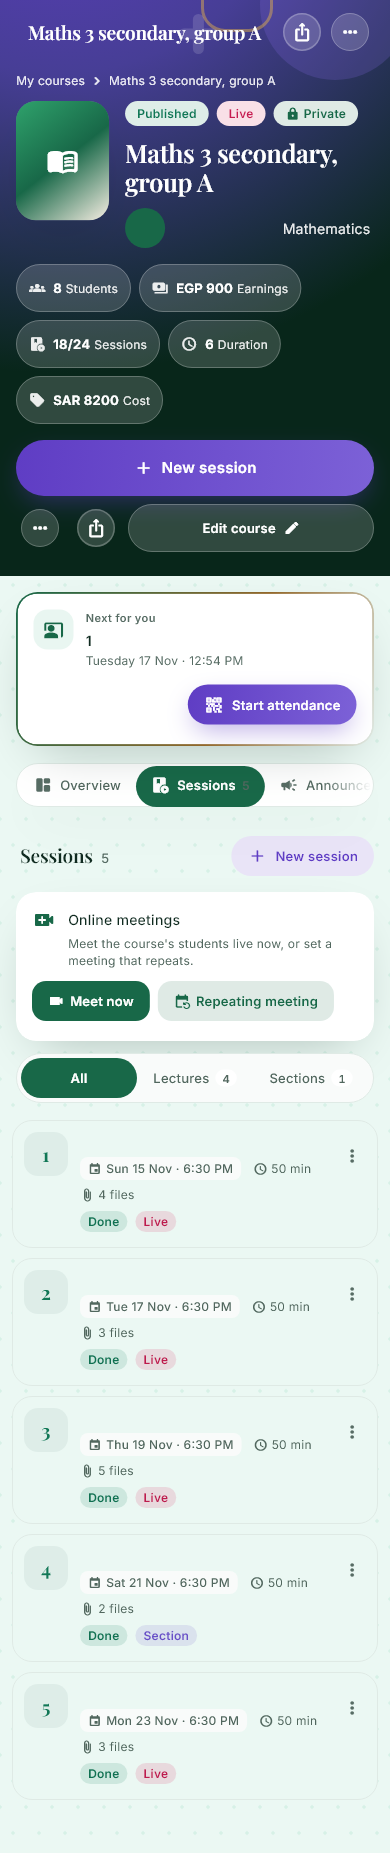 Maths 3 secondary, group A
My courses > Maths 3 secondary, group A
Published Live Private
Maths 3 secondary,
group A
Mathematics
8 Students EGP 900 Earnings
18/24 Sessions 6 Duration
SAR 8200 Cost
+ New session
Edit course
Next for you
1
Tuesday 17 Nov · 12:54 PM
Start attendance
Overview Sessions 5 Announce
Sessions 5 + New session
Online meetings
Meet the course's students live now, or set a
meeting that repeats.
Meet now Repeating meeting
All Lectures 4 Sections 1
1
Sun 15 Nov · 6:30 PM 50 min
4 files
Done Live
2
Tue 17 Nov · 6:30 PM 50 min
3 files
Done Live
3
Thu 19 Nov · 6:30 PM 50 min
5 files
Done Live
4
Sat 21 Nov · 6:30 PM 50 min
2 files
Done Section
5
Mon 23 Nov · 6:30 PM 50 min
3 files
Done Live